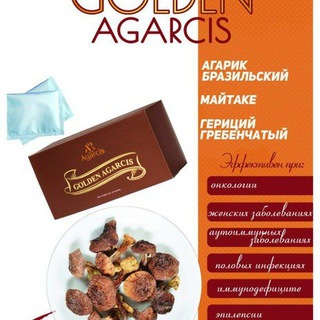 GOLDEN
AGARCIS
АГАРИК
БРАЗИЛЬСКИЙ
МАЙТАКЕ
ГЕРИЦИЙ
ГРЕБЕНЧАТЫЙ
Agarcis
GOLDEN AGARCIS
Эффективен при:
онкологии
женских заболеваниях
аутоиммунных
заболеваниях
половых инфекциях
иммунодефиците
эпилепсии